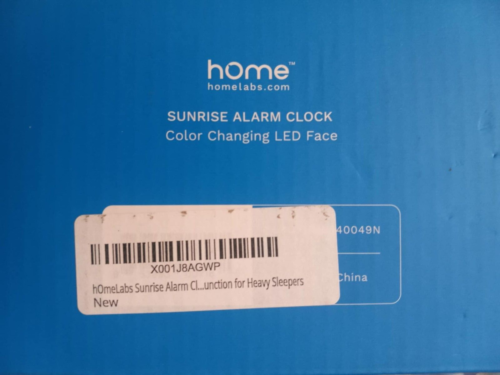 hOme™
homelabs.com
SUNRISE ALARM CLOCK
Color Changing LED Face
40049N
China
X001J8AGWP
hOmeLabs Sunrise Alarm Cl...unction for Heavy Sleepers
New